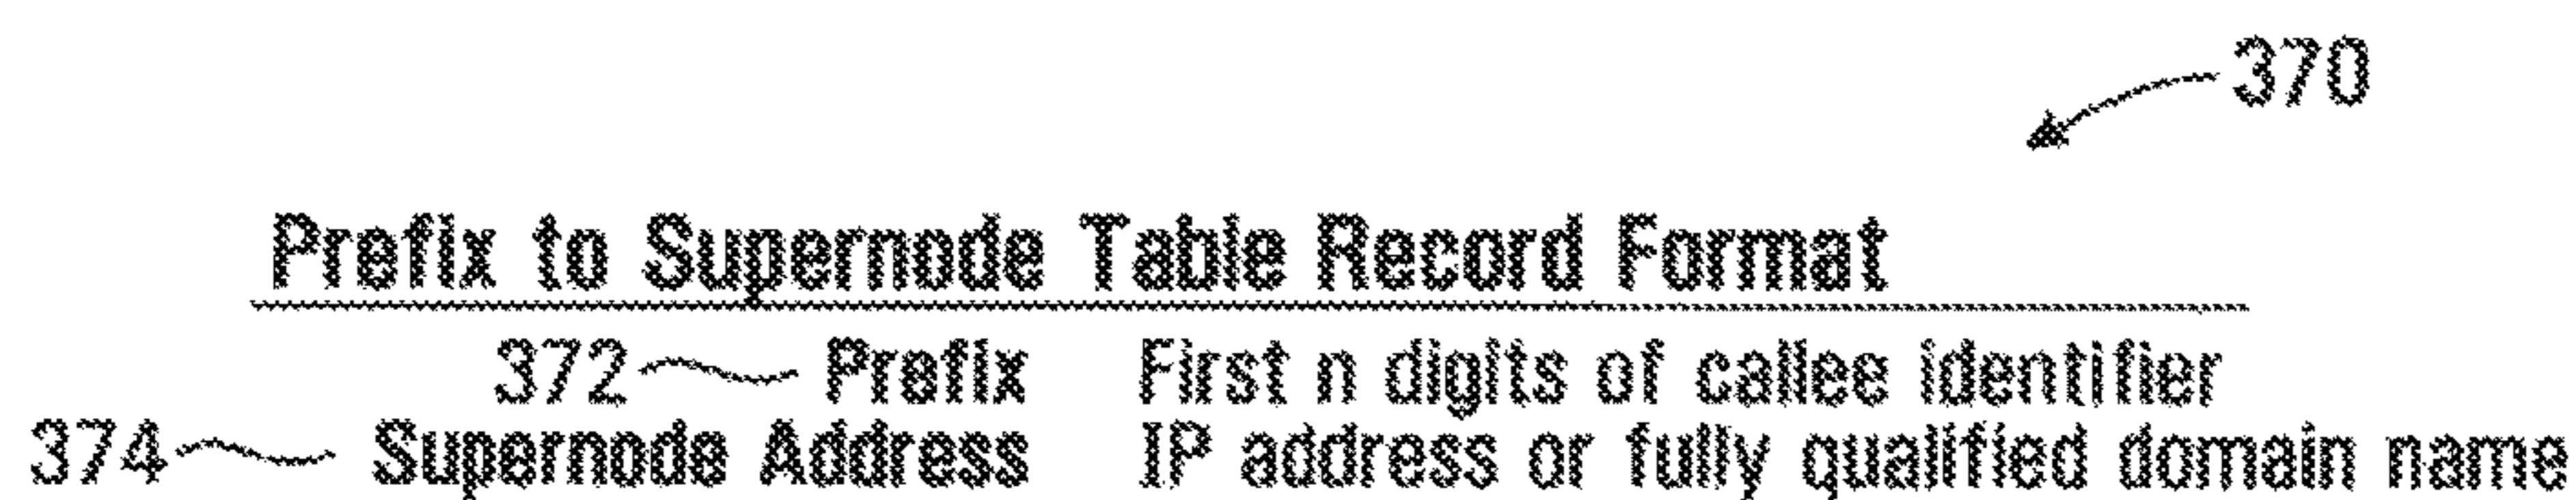 370
Prefix to Supernode Table Record Format
372 Prefix First n digits of callee identifier
374 Supernode Address IP address or fully qualified domain name